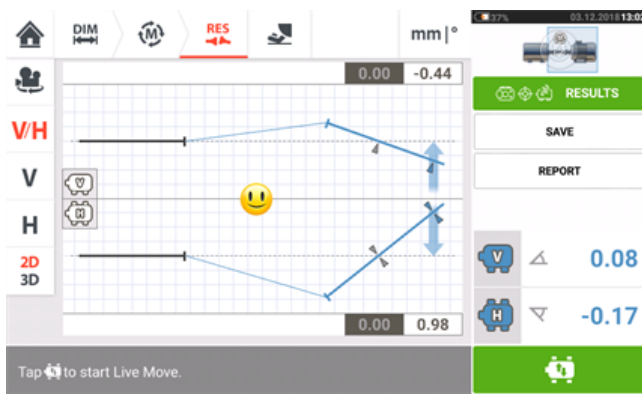 DIM
M
RES
mm|°
37%
03.12.2018 13:02
0.00 -0.44
RESULTS
V/H
SAVE
V
REPORT
V
H
H
2D
3D
V 0.08
0.00 0.98
H -0.17
Tap to start Live Move.